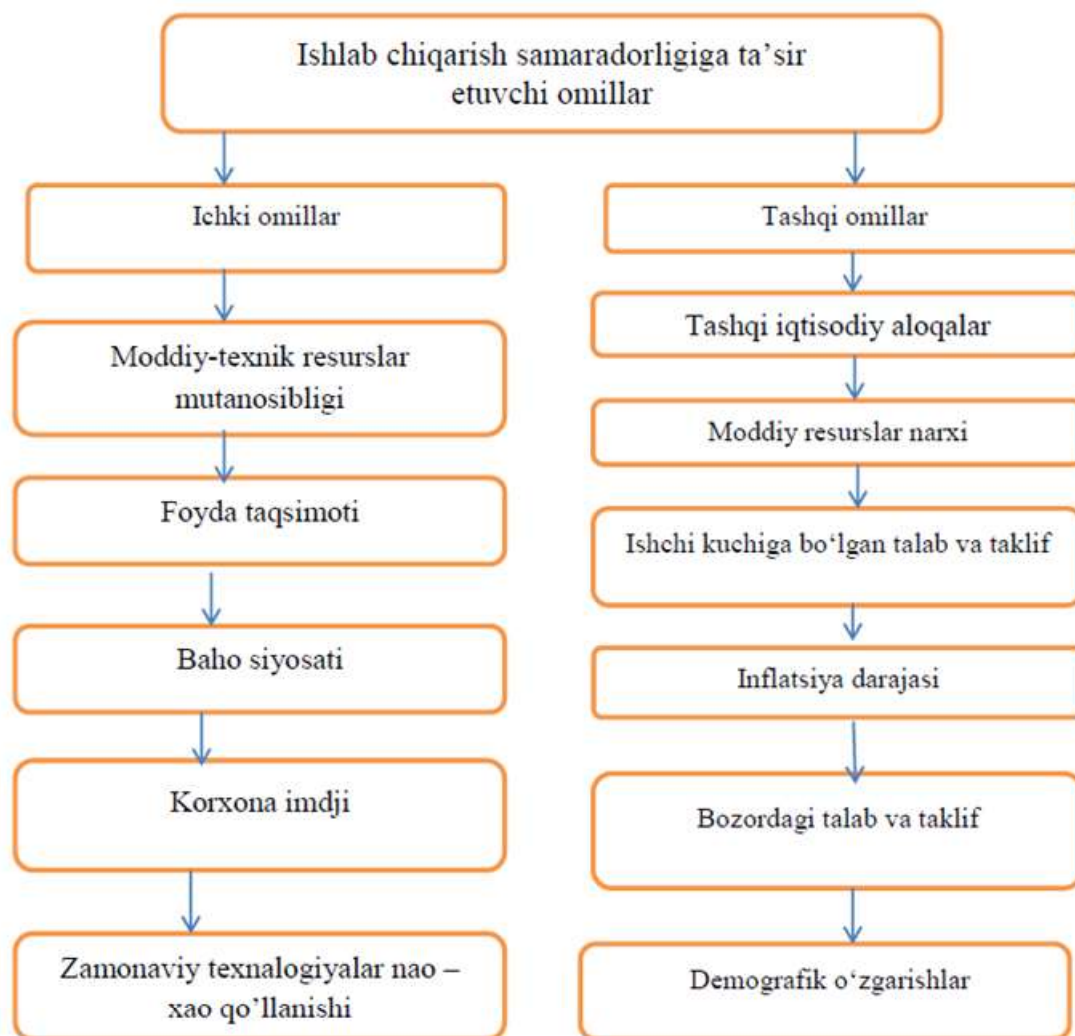 Ishlab chiqarish samaradorligiga ta’sir
etuvchi omillar
Ichki omillar
Moddiy-texnik resurslar
mutanosibligi
Foyda taqsimoti
Baho siyosati
Korxona imdji
Zamonaviy texnalogiyalar nao –
xao qo’llanishi
Tashqi omillar
Tashqi iqtisodiy aloqalar
Moddiy resurslar narxi
Ishchi kuchiga bo‘lgan talab va taklif
Inflatsiya darajasi
Bozordagi talab va taklif
Demografik o‘zgarishlar